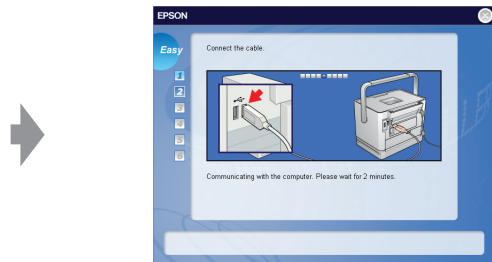 EPSON
Easy
Connect the cable.
1
2
3
4
5
6
Communicating with the computer. Please wait for 2 minutes.